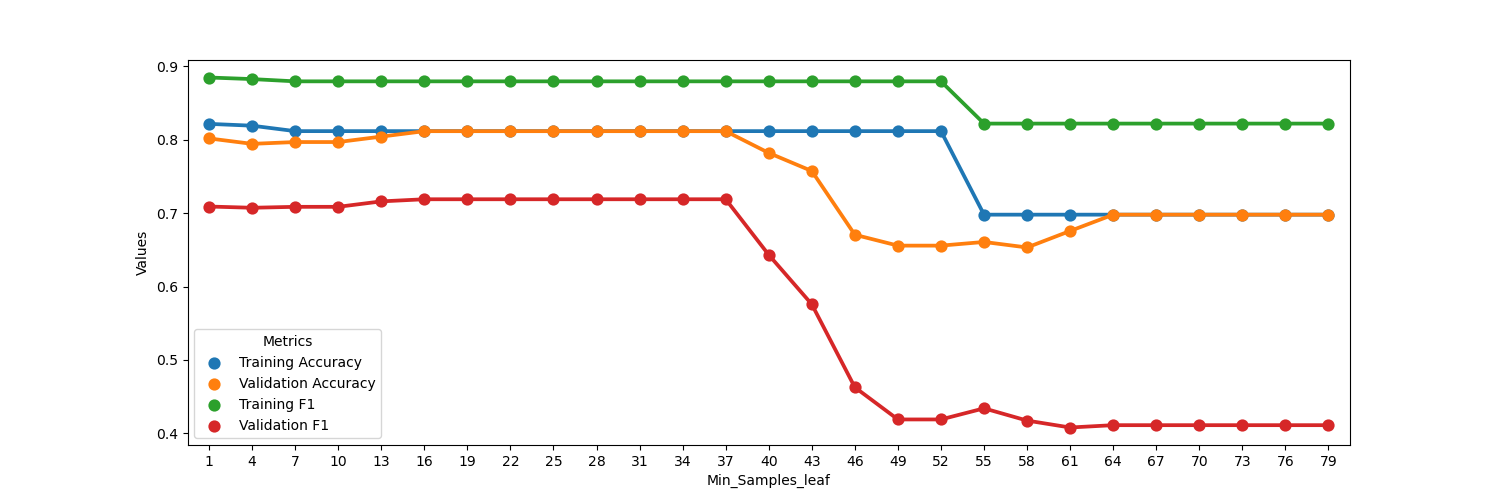 0.9
0.8
0.7
0.6
0.5
0.4
Values
Metrics
Training Accuracy
Validation Accuracy
Training F1
Validation F1
1 4 7 10 13 16 19 22 25 28 31 34 37 40 43 46 49 52 55 58 61 64 67 70 73 76 79
Min_Samples_leaf